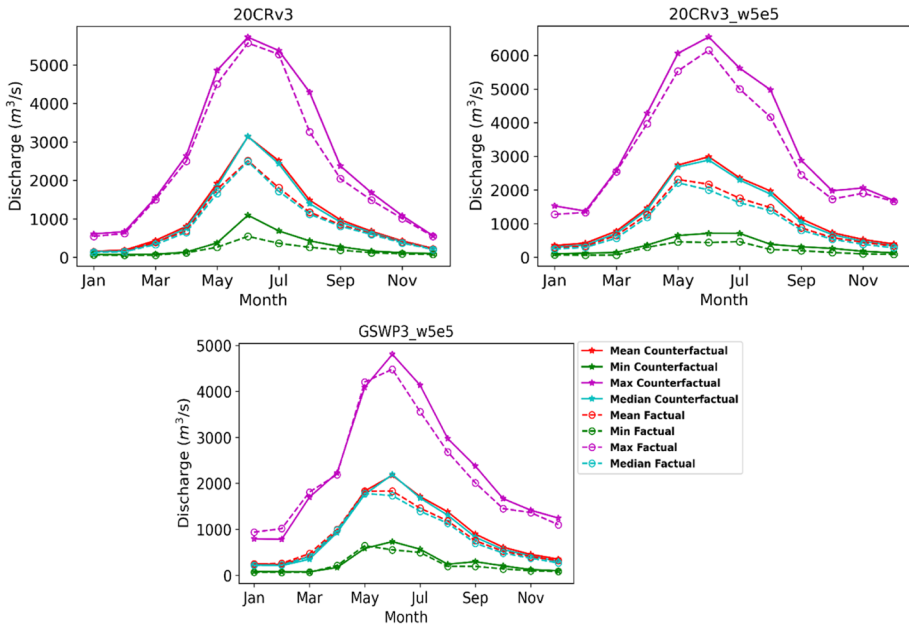 20CRv3
Discharge (m³/s)
5000
4000
3000
2000
1000
0
Jan Mar May Jul Sep Nov
Month
20CRv3_w5e5
Discharge (m³/s)
6000
5000
4000
3000
2000
1000
0
Jan Mar May Jul Sep Nov
Month
GSWP3_w5e5
Discharge (m³/s)
5000
4000
3000
2000
1000
0
Jan Mar May Jul Sep Nov
Month
Mean Counterfactual
Min Counterfactual
Max Counterfactual
Median Counterfactual
Mean Factual
Min Factual
Max Factual
Median Factual